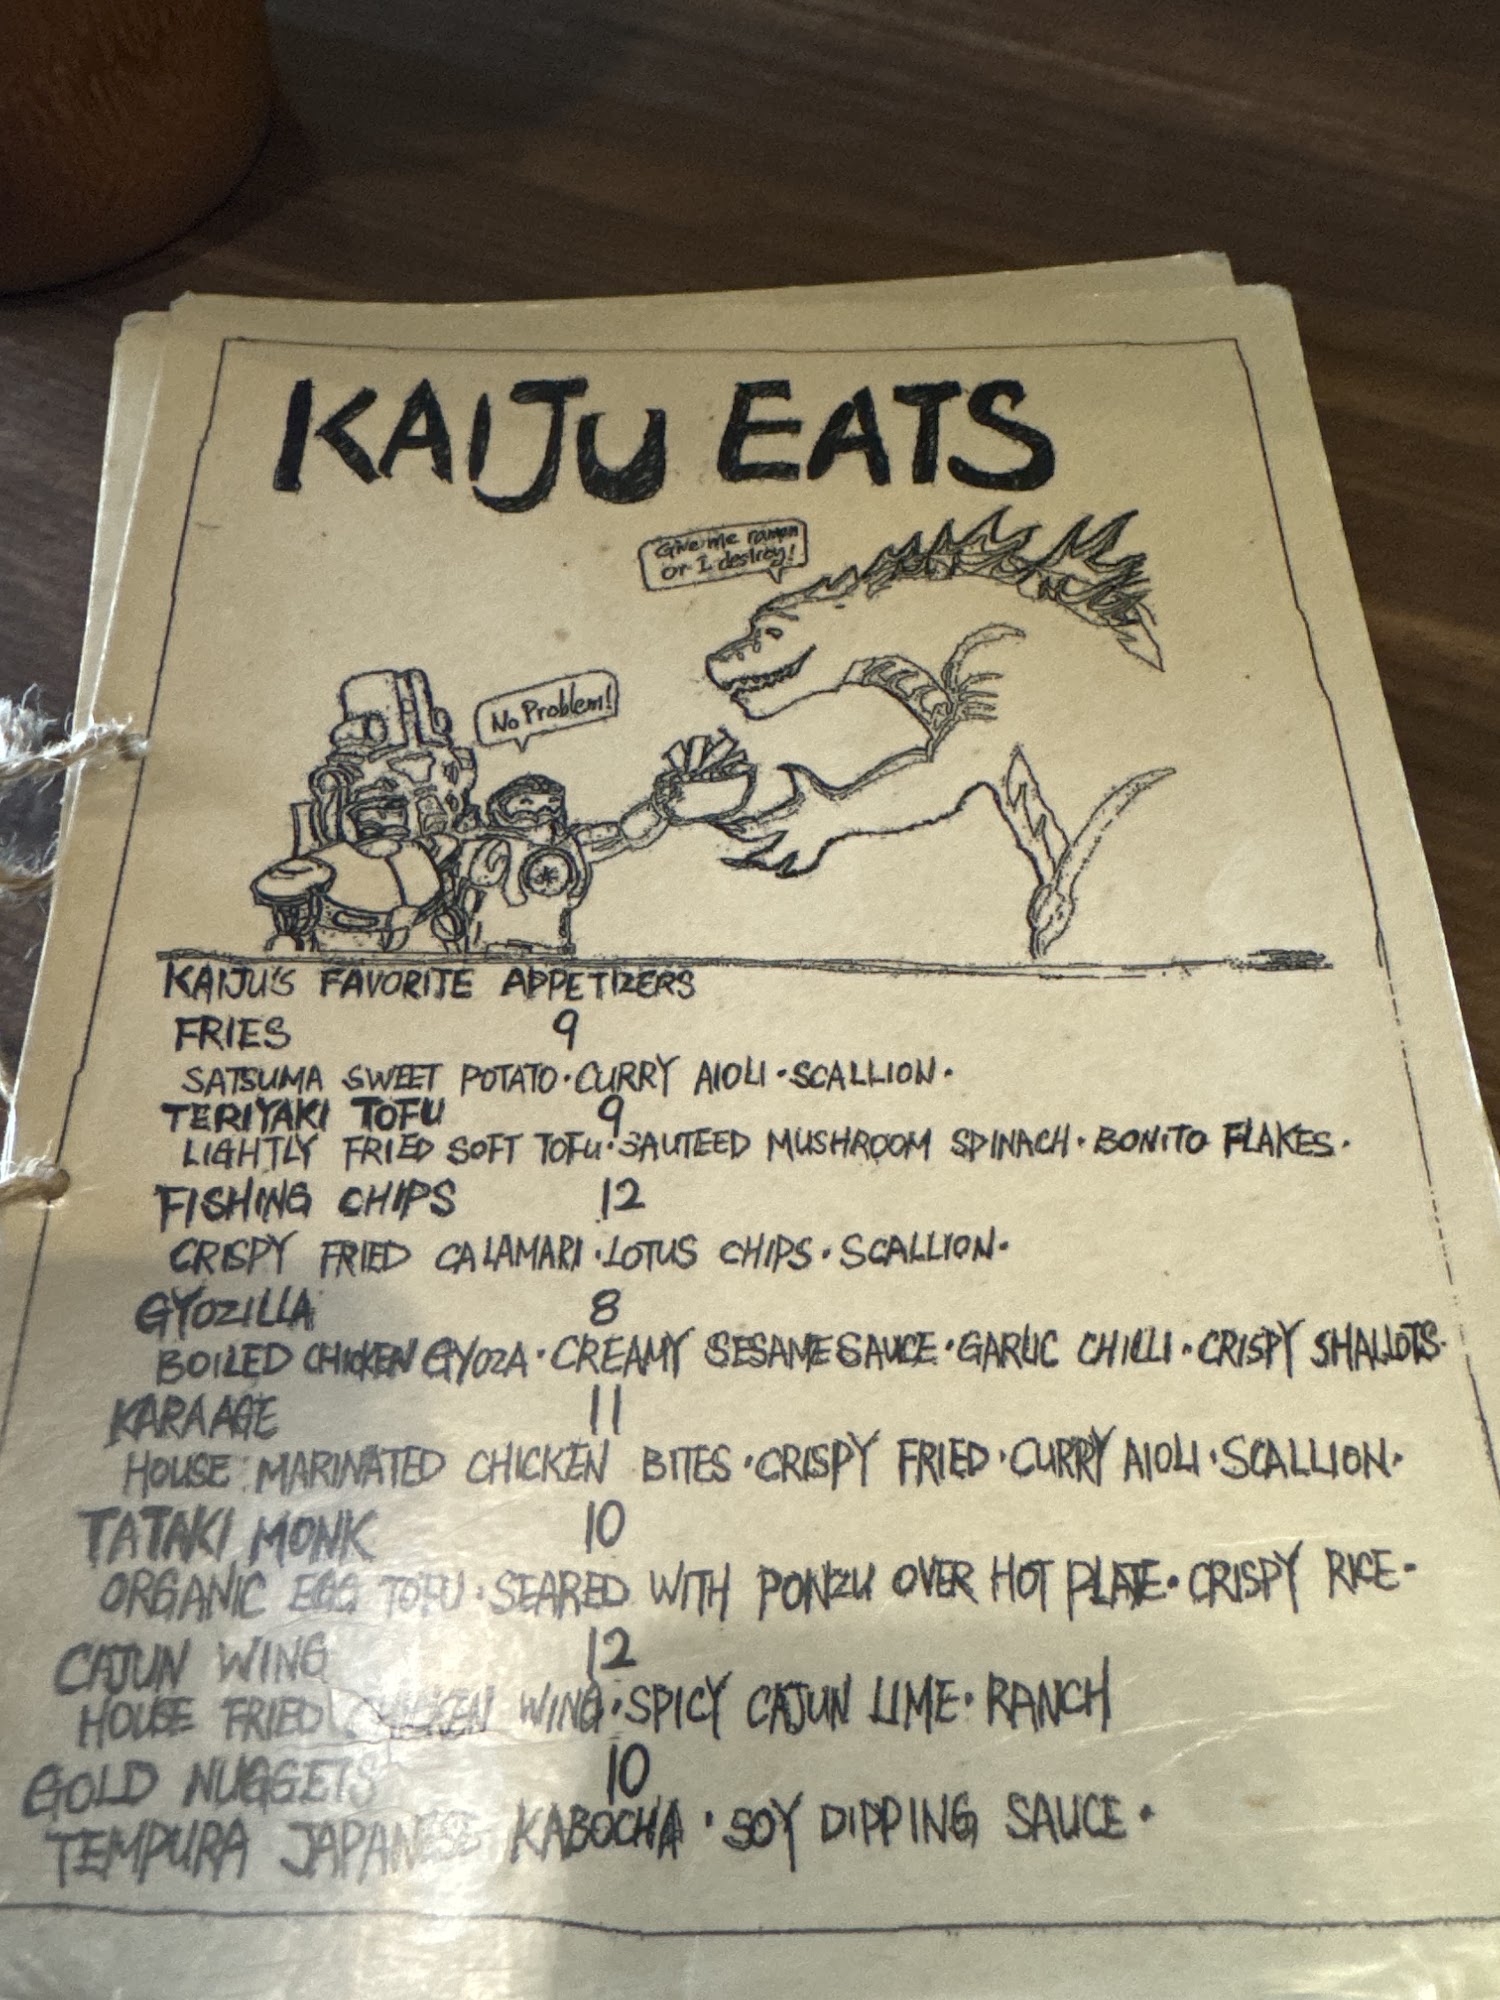 KAIJU EATS
Give me ramen
or I destroy!
No Problem!
KAIJU'S FAVORITE APPETIZERS
FRIES 9
SATSUMA SWEET POTATO · CURRY AIOLI · SCALLION ·
TERIYAKI TOFU 9
LIGHTLY FRIED SOFT TOFU · SAUTEED MUSHROOM SPINACH · BONITO FLAKES ·
FISHING CHIPS 12
CRISPY FRIED CALAMARI · LOTUS CHIPS · SCALLION ·
GYOZILLA 8
BOILED CHICKEN GYOZA · CREAMY SESAME SAUCE · GARLIC CHILLI · CRISPY SHALLOTS ·
KARAAGE 11
HOUSE MARINATED CHICKEN BITES · CRISPY FRIED · CURRY AIOLI · SCALLION ·
TATAKI MONK 10
ORGANIC EGG TOFU · SEARED WITH PONZU OVER HOT PLATE · CRISPY RICE ·
CAJUN WING 12
HOUSE FRIED CHICKEN WING · SPICY CAJUN LIME · RANCH
GOLD NUGGETS 10
TEMPURA JAPANESE KABOCHA · SOY DIPPING SAUCE ·